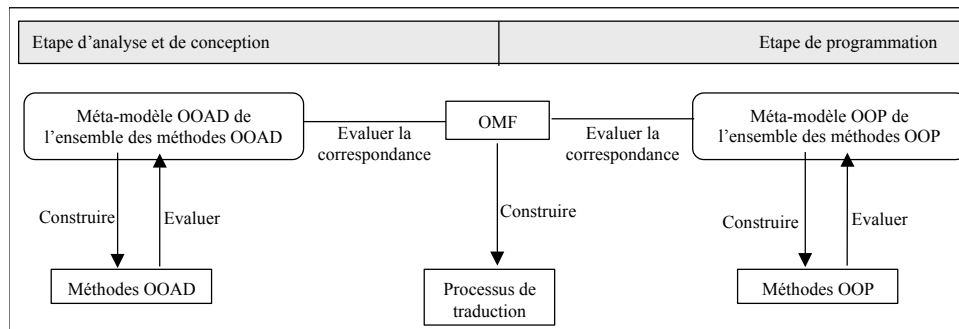 Etape d'analyse et de conception
Etape de programmation
Méta-modèle OOAD de
l'ensemble des méthodes OOAD
Evaluer la
correspondance
OMF
Evaluer la
correspondance
Méta-modèle OOP de
l'ensemble des méthodes OOP
Construire
Evaluer
Construire
Construire
Evaluer
Méthodes OOAD
Processus de
traduction
Méthodes OOP